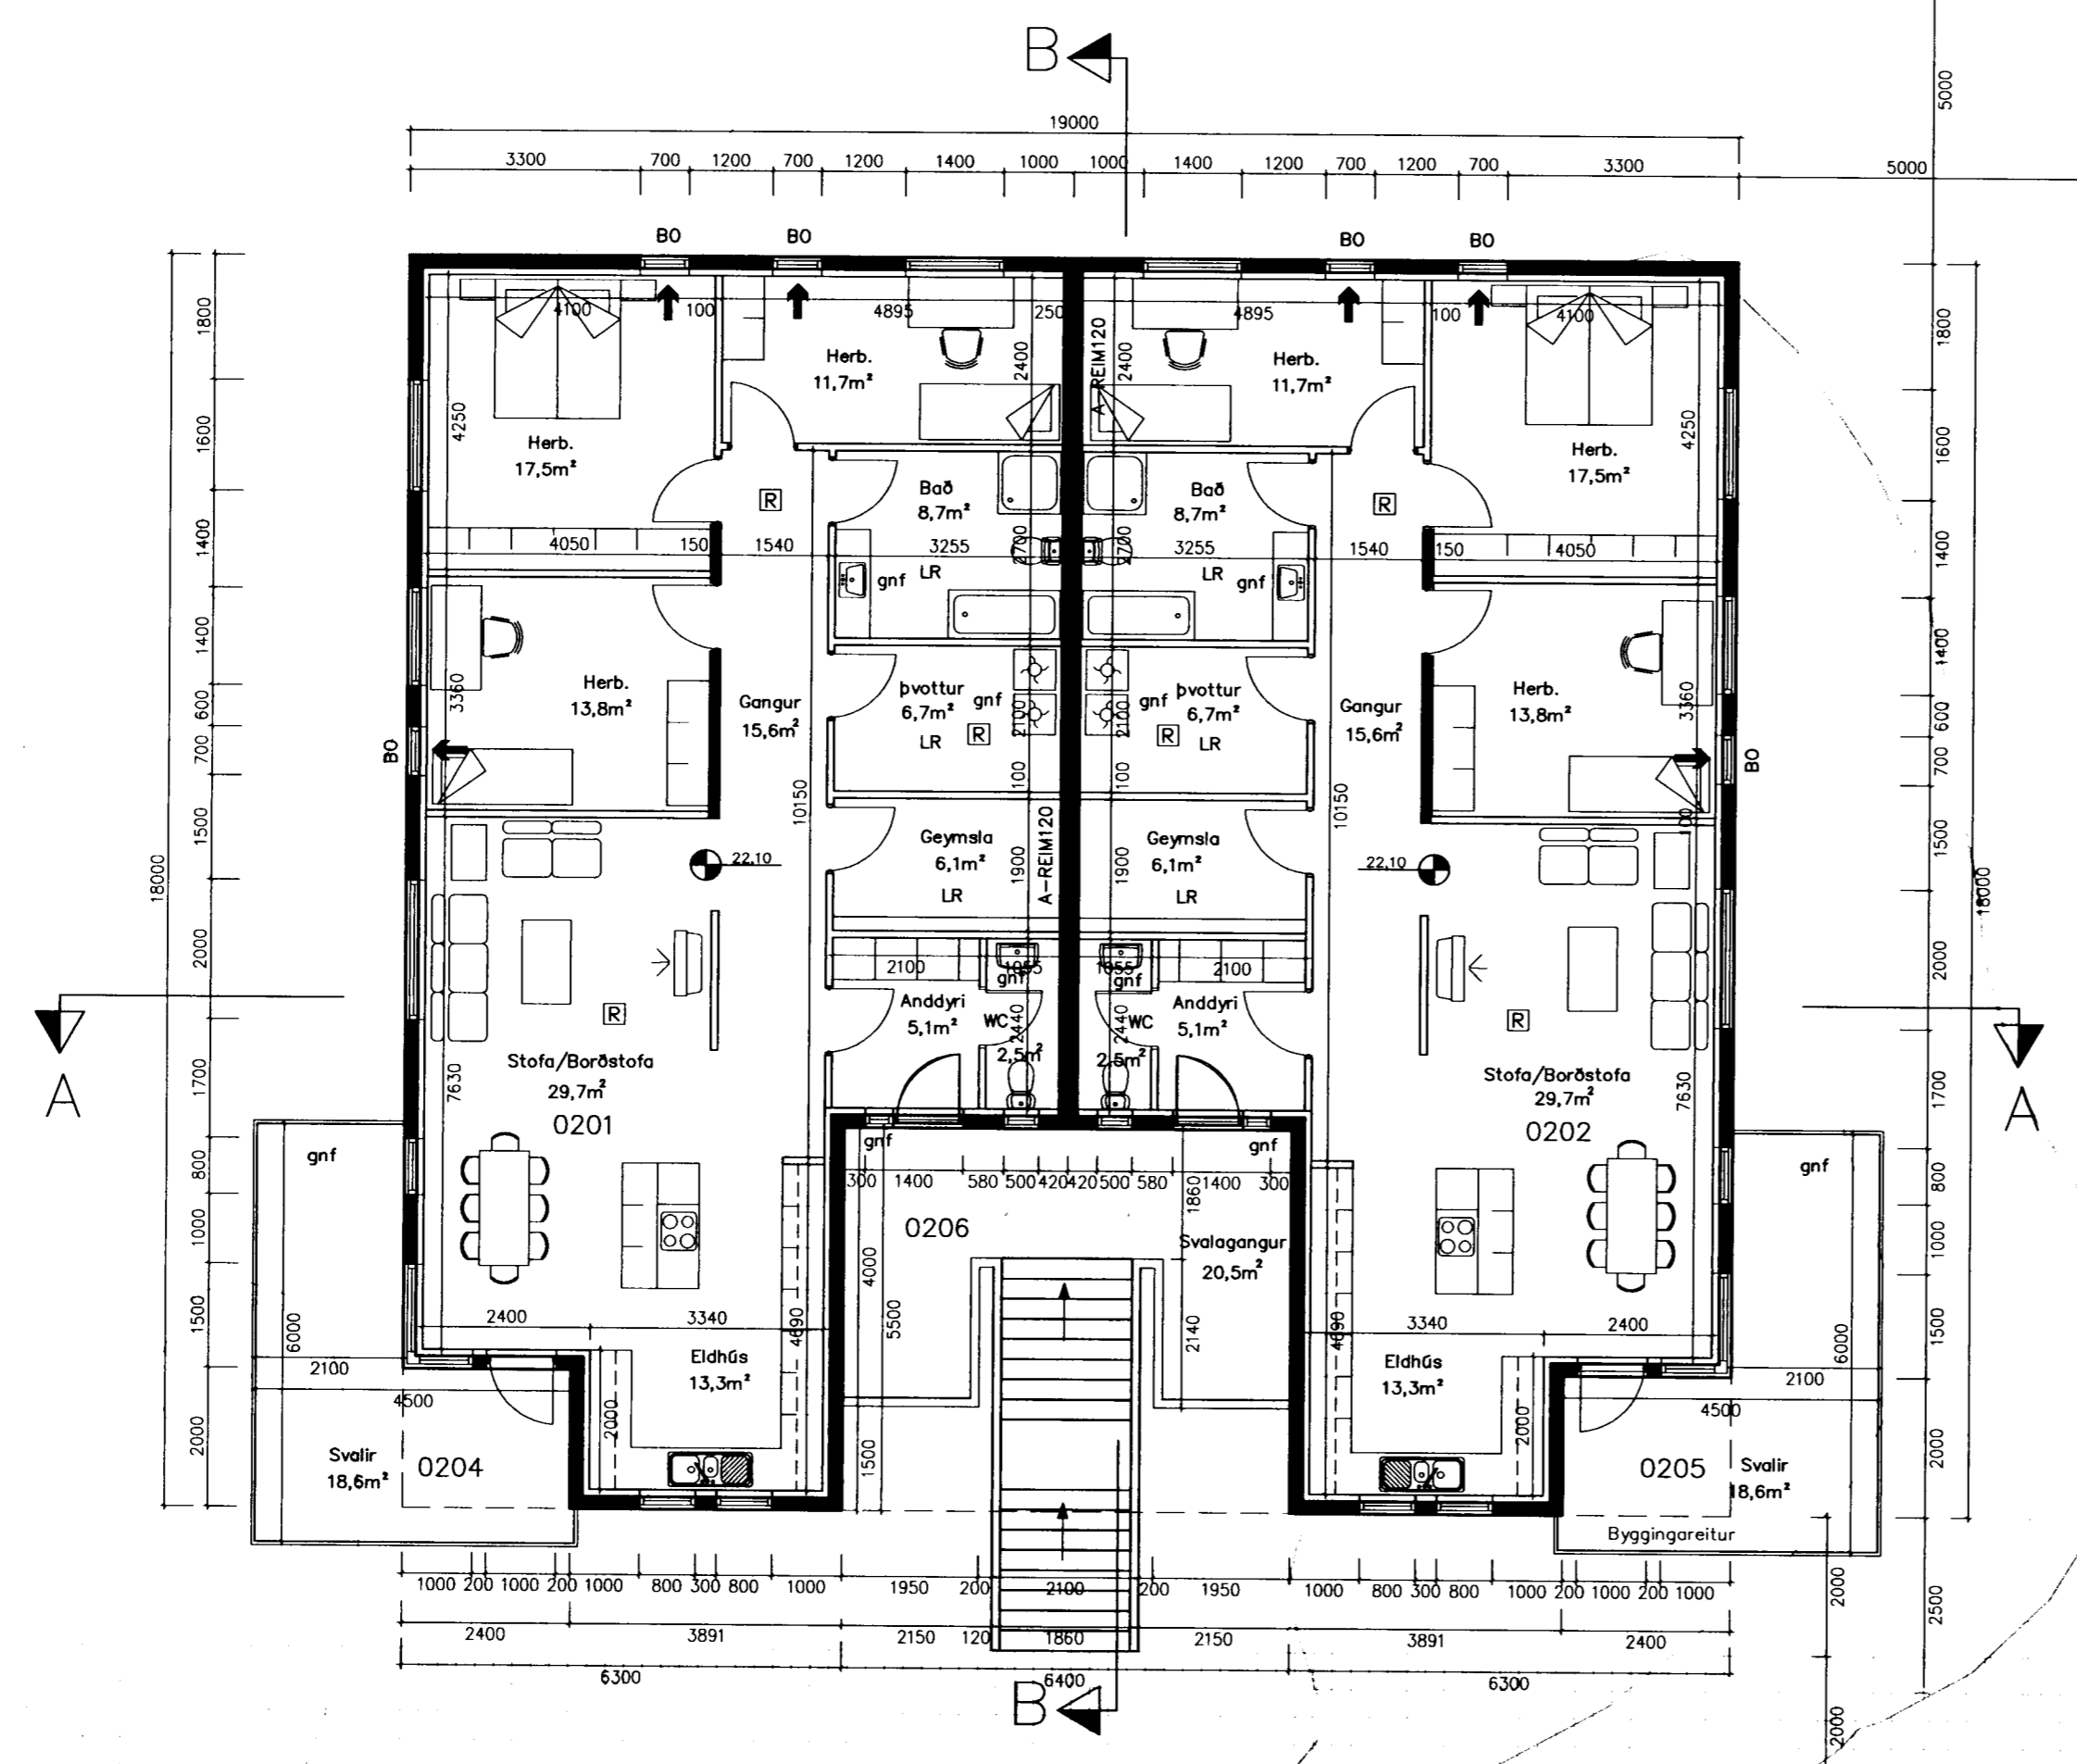 B
5000
19000
3300 700 1200 700 1200 1400 1000 1000 1400 1200 700 1200 700 3300 5000
BO BO BO BO
4100 100 4895 250 4895 100 4100
1800 1800
A-REIM120
2400 2400
Herb. Herb.
11,7m² 11,7m²
4250 4250
1600 1600
Herb. Herb.
17,5m² 17,5m²
R R
Bað Bað
8,7m² 8,7m²
1400 1400
4050 150 1540 3255 2700 2700 3255 1540 150 4050
LR LR
gnf gnf
1400 1400
Herb. Herb.
13,8m² 13,8m²
3360 3360
600 600
Gangur Gangur
15,6m² 15,6m²
þvottur gnf gnf þvottur
6,7m² 6,7m²
2100 2100
LR R R LR
BO BO
700 700
100 100
10150 10150
100
1500 1500
Geymsla Geymsla
6,1m² 6,1m²
1900 A-REIM120 1900
LR LR
22,10 22,10
18000 18000
2000 2000
2100 1055 1055 2100
gnf gnf
Anddyri Anddyri
5,1m² 5,1m²
WC WC
2440 2440
2,5m² 2,5m²
R R
A A
Stofa/Borðstofa Stofa/Borðstofa
29,7m² 29,7m²
0201 0202
7630 7630
1700 1700
gnf gnf gnf gnf
800 800
300 1400 580 500 420 420 500 580 1400 300
1860
0206
Svalagangur
20,5m²
1000 1000
4000
5500
2140
1500 1500
6000 6000
2400 3340 4690 4690 3340 2400
Eldhús Eldhús
13,3m² 13,3m²
2100 2100
4500 4500
2000 2000
2000 2000
1500
Svalir 0204 0205 Svalir
18,6m² 18,6m²
Byggingareitur
1000 200 1000 200 1000 800 300 800 1000 1950 200 2100 200 1950 1000 800 300 800 1000 200 1000 200 1000
2000
2500
2400 3891 2150 120 1860 2150 3891 2400
6300 6400 6300
B
2000